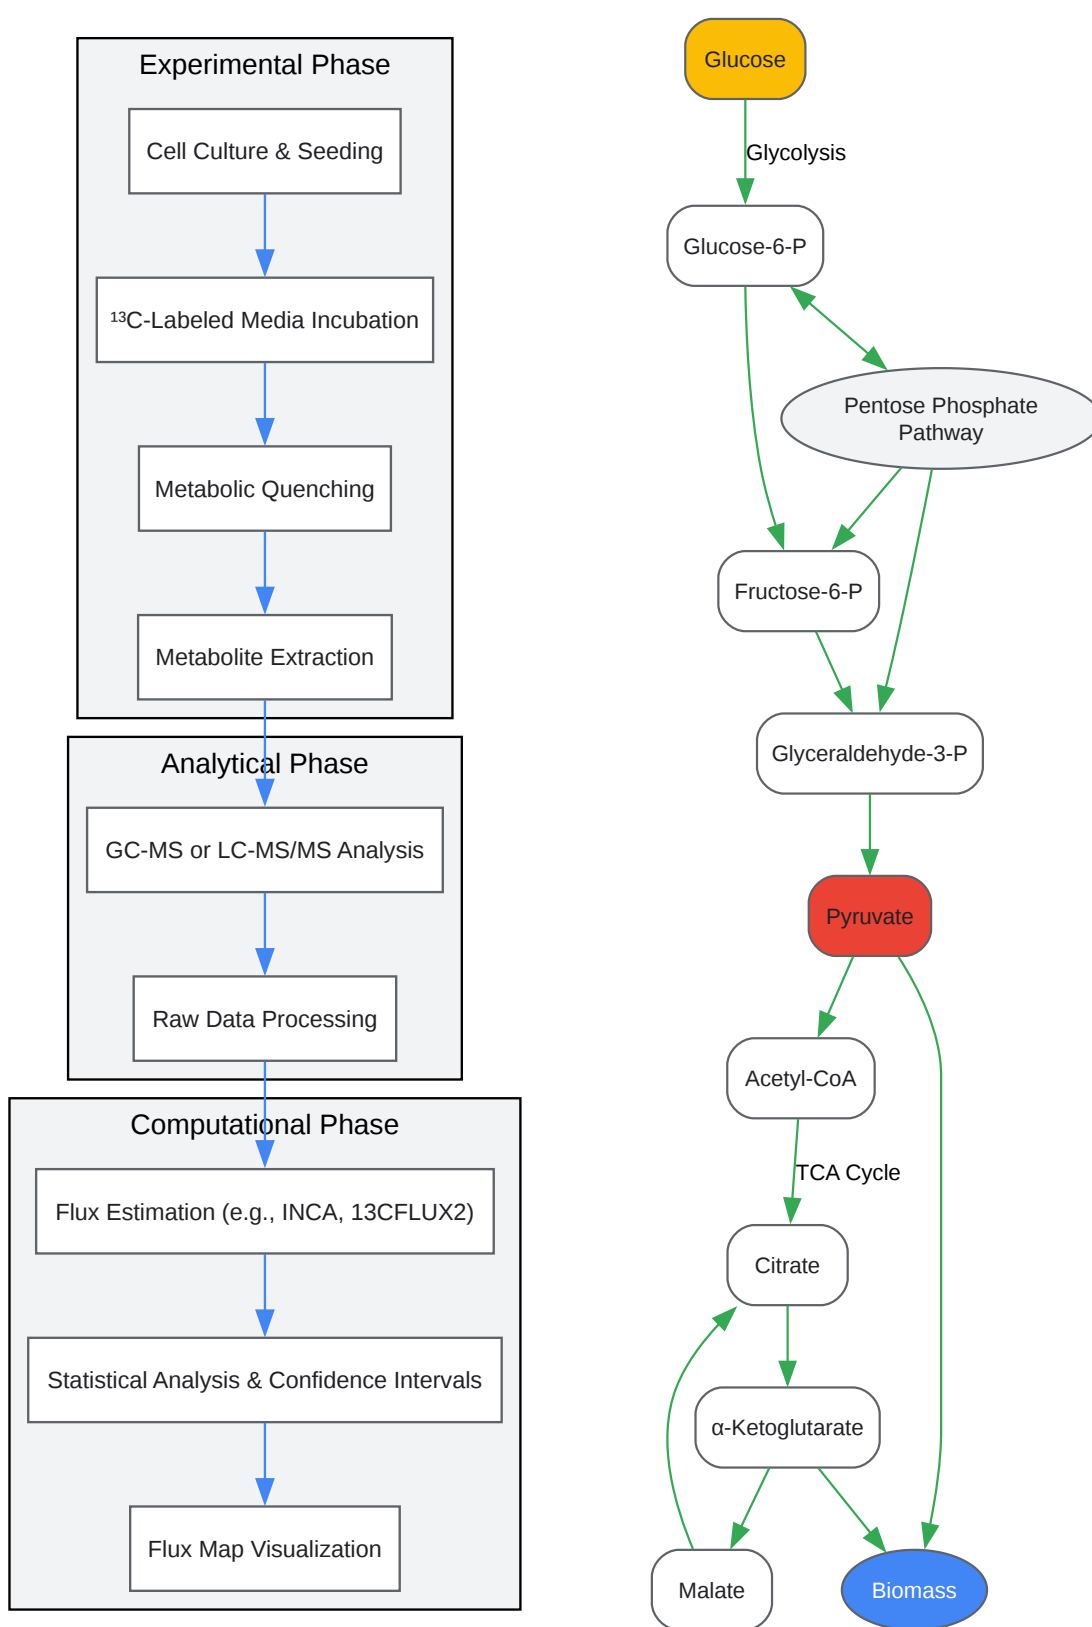 Experimental Phase
Cell Culture & Seeding
¹³C-Labeled Media Incubation
Metabolic Quenching
Metabolite Extraction
Analytical Phase
GC-MS or LC-MS/MS Analysis
Raw Data Processing
Computational Phase
Flux Estimation (e.g., INCA, 13CFLUX2)
Statistical Analysis & Confidence Intervals
Flux Map Visualization
Glucose
Glycolysis
Glucose-6-P
Pentose Phosphate
Pathway
Fructose-6-P
Glyceraldehyde-3-P
Pyruvate
Acetyl-CoA
TCA Cycle
Citrate
α-Ketoglutarate
Malate
Biomass